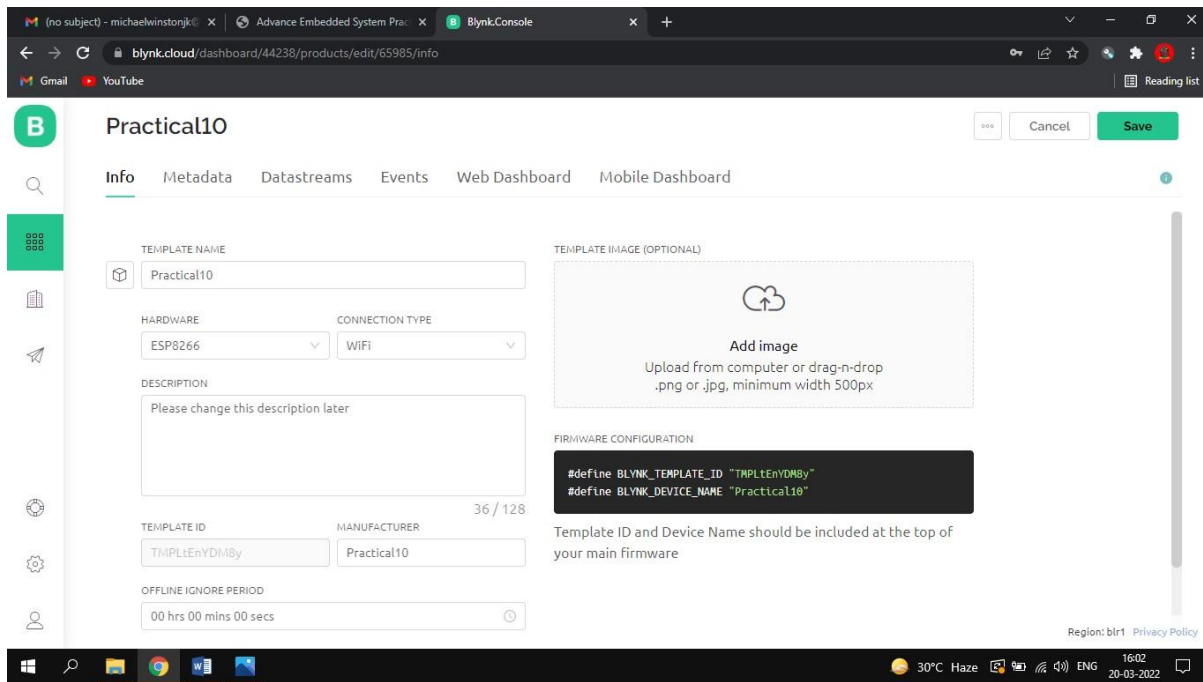 (no subject) - michaelwinstonjk
Advance Embedded System Prac
Blynk.Console
blynk.cloud/dashboard/44238/products/edit/65985/info
Gmail
YouTube
Reading list
B
Practical10
Cancel
Save
Info
Metadata
Datastreams
Events
Web Dashboard
Mobile Dashboard
TEMPLATE NAME
Practical10
HARDWARE
CONNECTION TYPE
ESP8266
WiFi
DESCRIPTION
Please change this description later
36 / 128
TEMPLATE ID
MANUFACTURER
TMPLtEnYDM8y
Practical10
OFFLINE IGNORE PERIOD
00 hrs 00 mins 00 secs
TEMPLATE IMAGE (OPTIONAL)
Add image
Upload from computer or drag-n-drop
.png or .jpg, minimum width 500px
FIRMWARE CONFIGURATION
#define BLYNK_TEMPLATE_ID "TMPLtEnYDM8y"
#define BLYNK_DEVICE_NAME "Practical10"
Template ID and Device Name should be included at the top of
your main firmware
Region: blr1 Privacy Policy
30°C Haze
ENG
16:02
20-03-2022